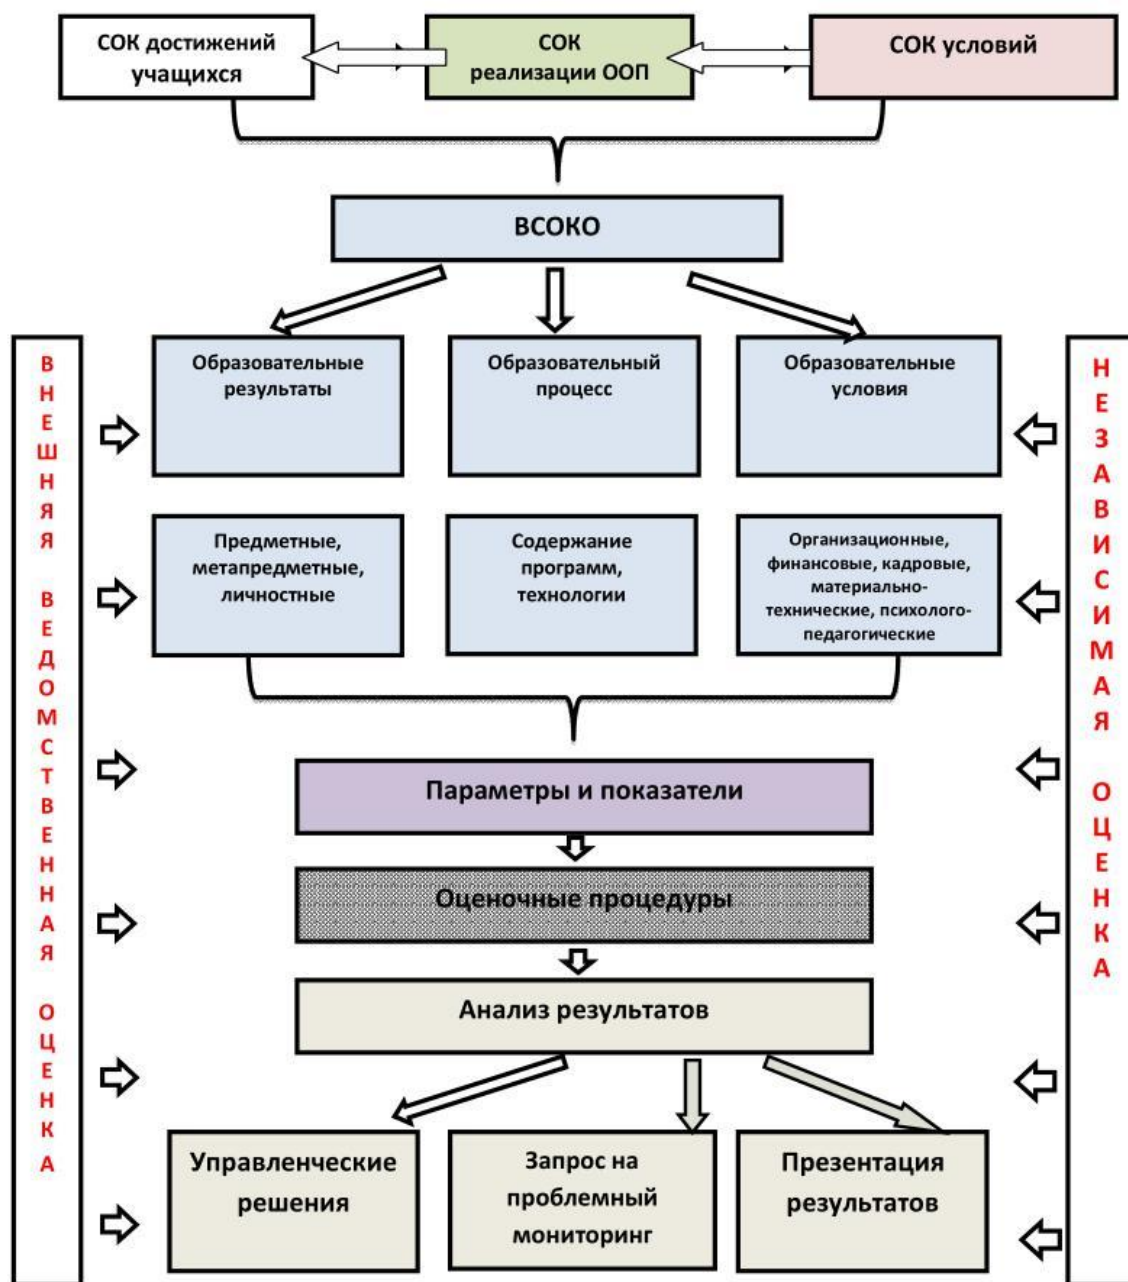 СОК достижений
учащихся
СОК
реализации ООП
СОК условий
ВСОКО
Образовательные
результаты
Образовательный
процесс
Образовательные
условия
Предметные,
метапредметные,
личностные
Содержание
программ,
технологии
Организационные,
финансовые, кадровые,
материально-
технические, психолого-
педагогические
Параметры и показатели
Оценочные процедуры
Анализ результатов
Управленческие
решения
Запрос на
проблемный
мониторинг
Презентация
результатов
ВНЕШНЯЯ ВЕДОМСТВЕННАЯ ОЦЕНКА
НЕЗАВИСИМАЯ ОЦЕНКА